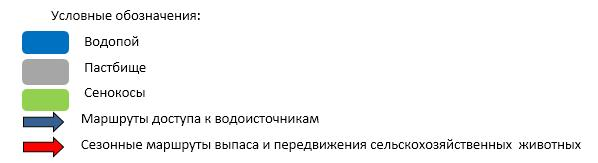 Условные обозначения:
Водопой
Пастбище
Сенокосы
Маршруты доступа к водоисточникам
Сезонные маршруты выпаса и передвижения сельскохозяйственных животных